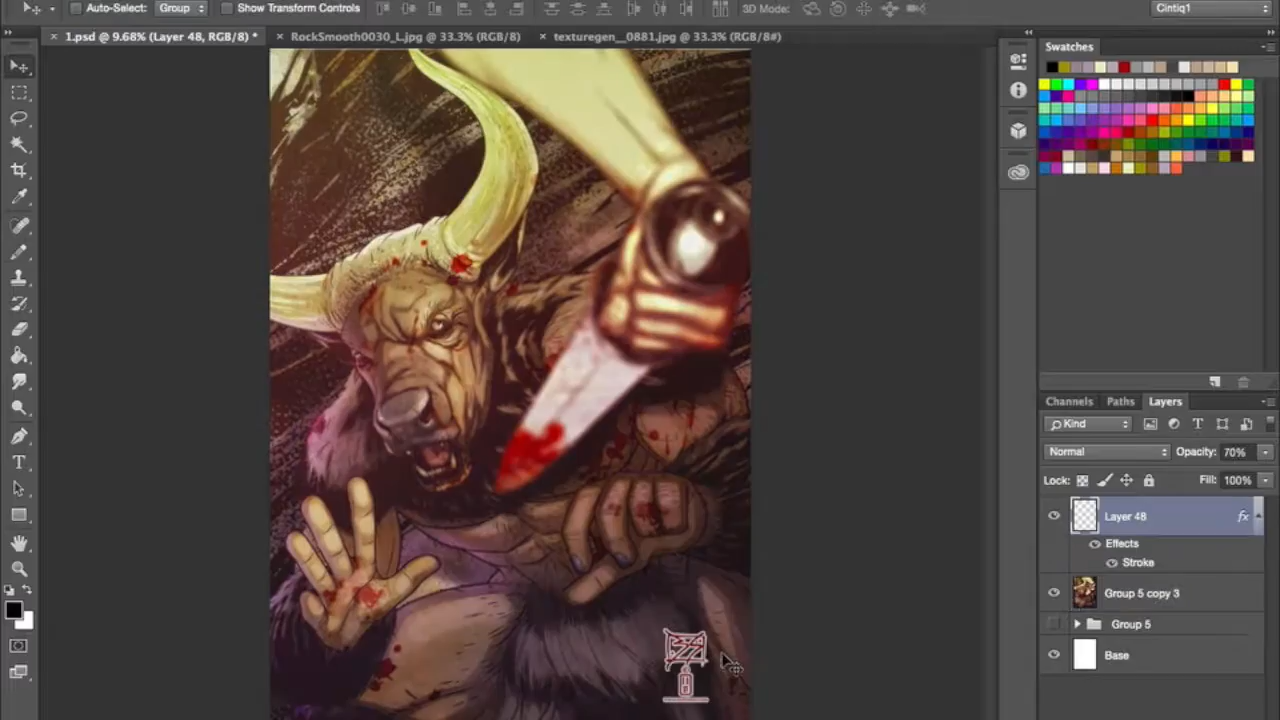 Auto-Select: Group Show Transform Controls 3D Mode: Cintiq1
× 1.psd @ 9.68% (Layer 48, RGB/8) * × RockSmooth0030_L.jpg @ 33.3% (RGB/8) × texturegen__0881.jpg @ 33.3% (RGB/8#)
Swatches
Channels Paths Layers
Kind
Normal Opacity: 70%
Lock: Fill: 100%
Layer 48 fx
Effects
Stroke
Group 5 copy 3
Group 5
Base